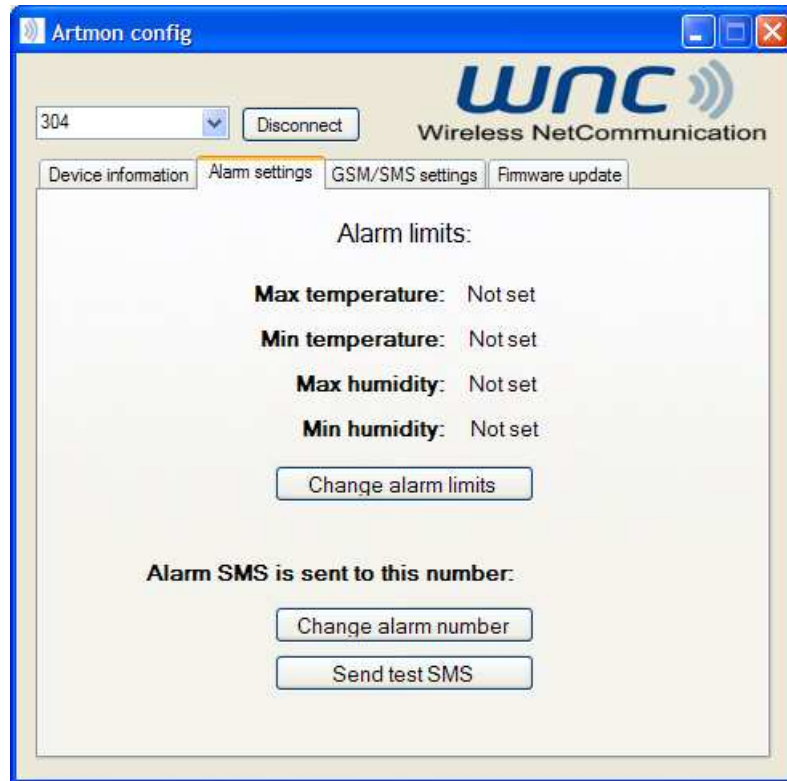 Artmon config
wnc
Wireless NetCommunication
304
Disconnect
Device information Alarm settings GSM/SMS settings Firmware update
Alarm limits:
Max temperature: Not set
Min temperature: Not set
Max humidity: Not set
Min humidity: Not set
Change alarm limits
Alarm SMS is sent to this number:
Change alarm number
Send test SMS